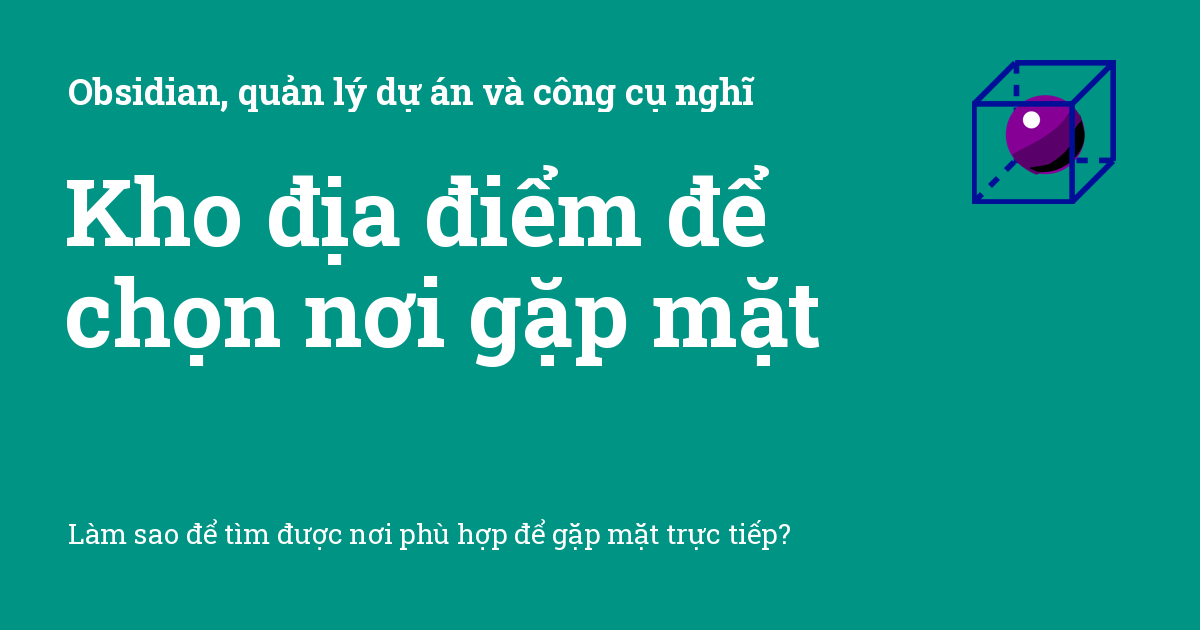 Obsidian, quản lý dự án và công cụ nghĩ
Kho địa điểm để
chọn nơi gặp mặt
Làm sao để tìm được nơi phù hợp để gặp mặt trực tiếp?